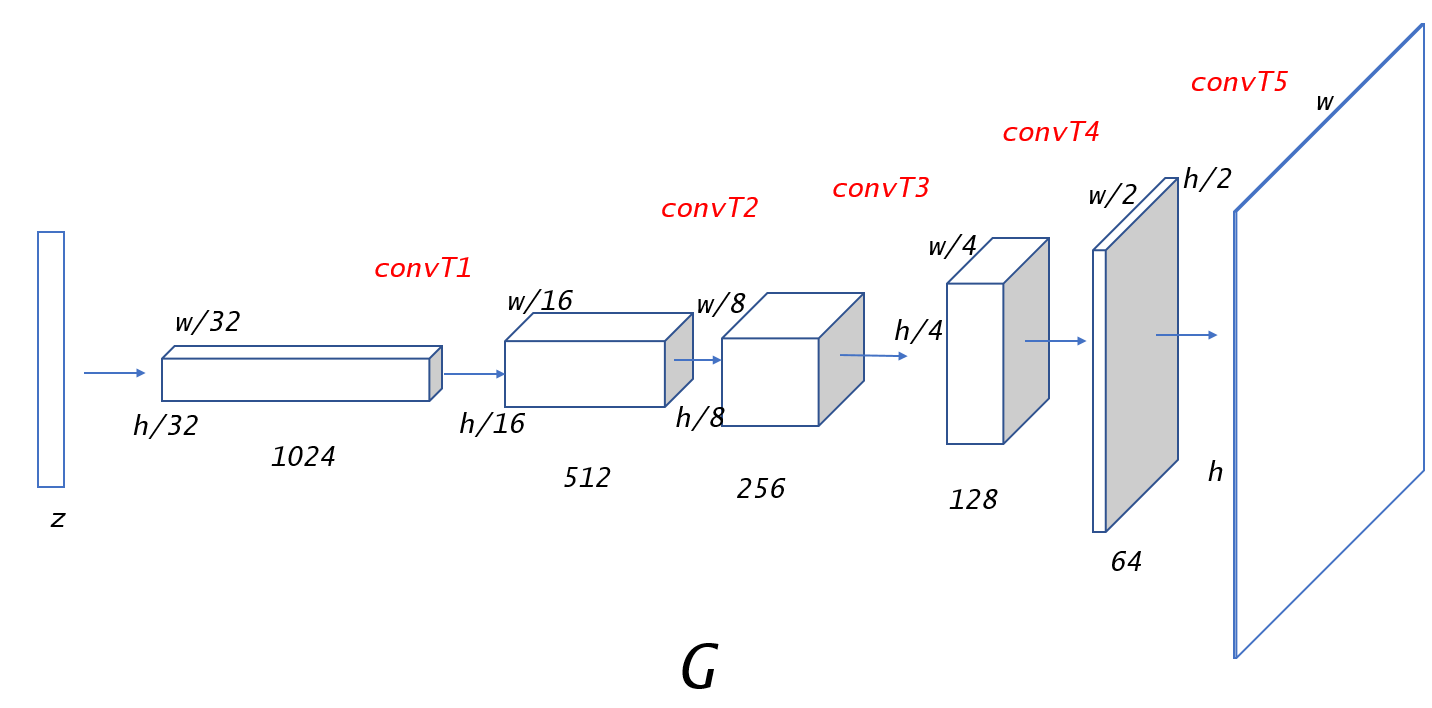 z
w/32
h/32
1024
convT1
w/16
h/16
512
convT2
w/8
h/8
256
convT3
w/4
h/4
128
convT4
w/2
h/2
64
convT5
w
h
G